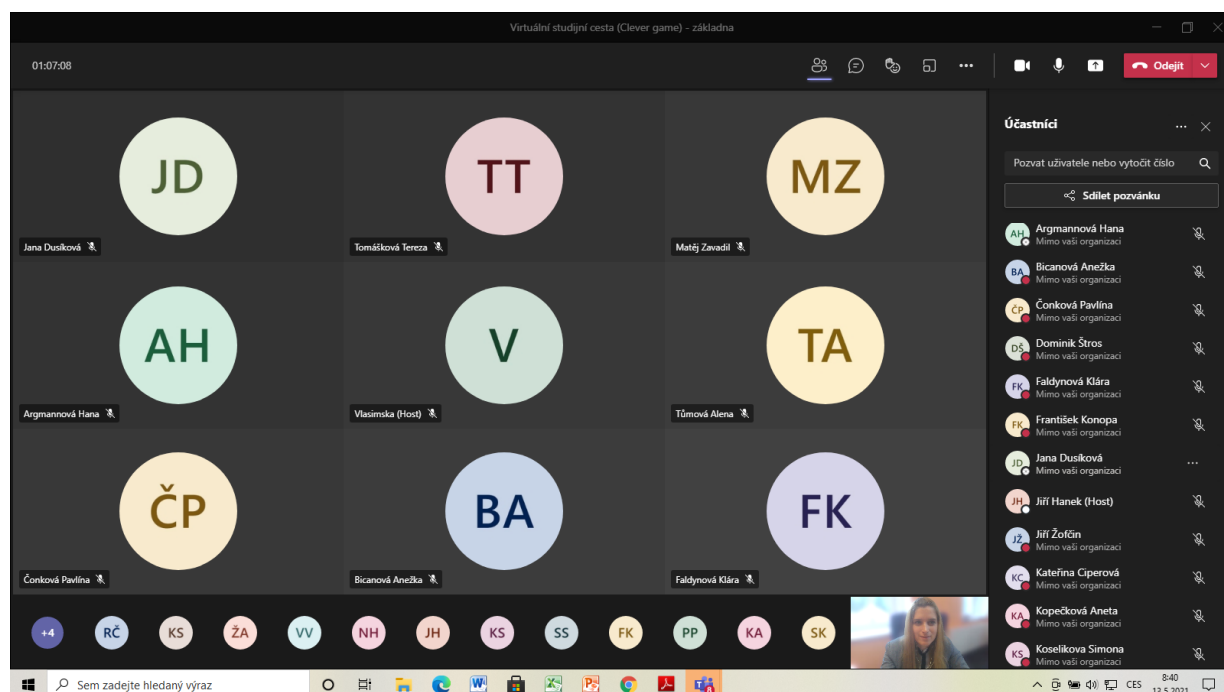 Virtuální studijní cesta (Clever game) - základna
01:07:08
Odejít
JD
TT
MZ
Jana Dusíková
Tomášková Tereza
Matěj Zavadil
AH
V
TA
Argmannová Hana
Vlasimska (Host)
Tůmová Alena
ČP
BA
FK
Čonková Pavlína
Bicanová Anežka
Faldynová Klára
+4
RČ
KS
ŽA
VV
NH
JH
KS
SS
FK
PP
KA
SK
Účastníci
Pozvat uživatele nebo vytočit číslo
Sdílet pozvánku
AH
Argmannová Hana
Mimo vaši organizaci
BA
Bicanová Anežka
Mimo vaši organizaci
ČP
Čonková Pavlína
Mimo vaši organizaci
DŠ
Dominik Štros
Mimo vaši organizaci
FK
Faldynová Klára
Mimo vaši organizaci
FK
František Konopa
Mimo vaši organizaci
JD
Jana Dusíková
Mimo vaši organizaci
JH
Jiří Hanek (Host)
JŽ
Jiří Žofčin
Mimo vaši organizaci
KC
Kateřina Ciperová
Mimo vaši organizaci
KA
Kopečková Aneta
Mimo vaši organizaci
KS
Koselikova Simona
Mimo vaši organizaci
Sem zadejte hledaný výraz
CES
8:40
13.5.2021